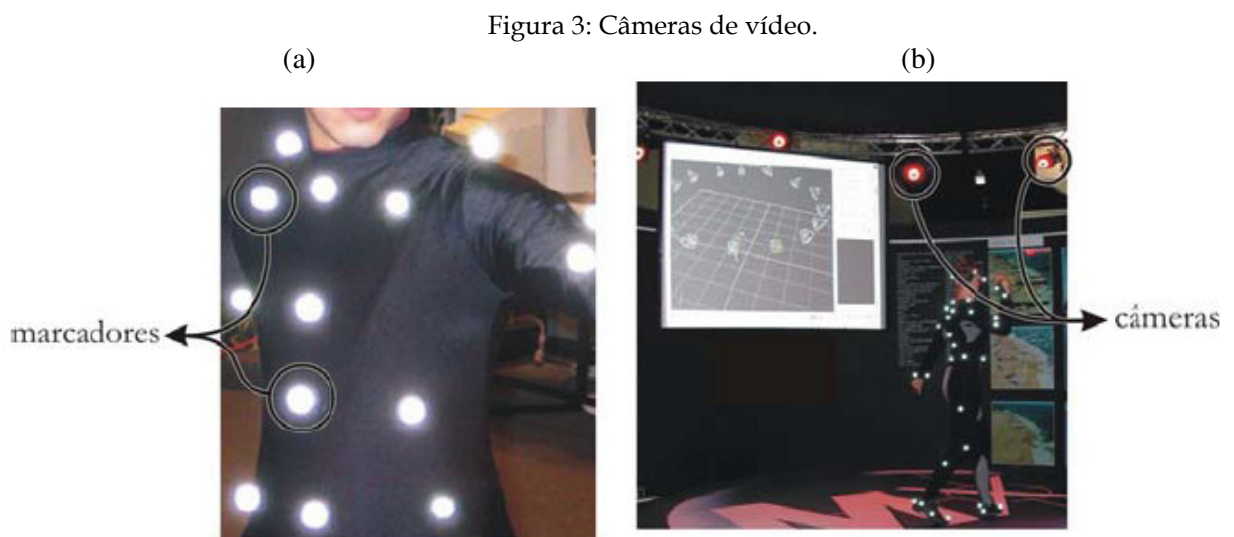 Figura 3: Câmeras de vídeo.
(a)
(b)
marcadores
câmeras